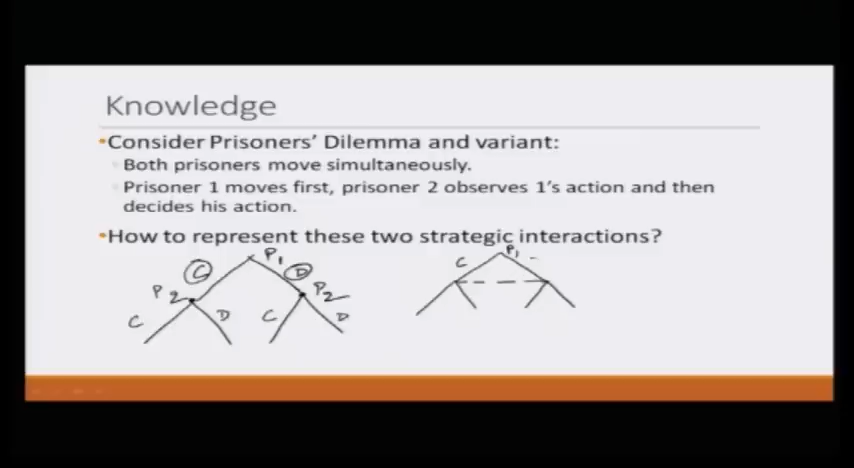 Knowledge
•Consider Prisoners' Dilemma and variant:
Both prisoners move simultaneously.
Prisoner 1 moves first, prisoner 2 observes 1's action and then
decides his action.
•How to represent these two strategic interactions?
P1
C D
P2 P2
C D C D
P1
C